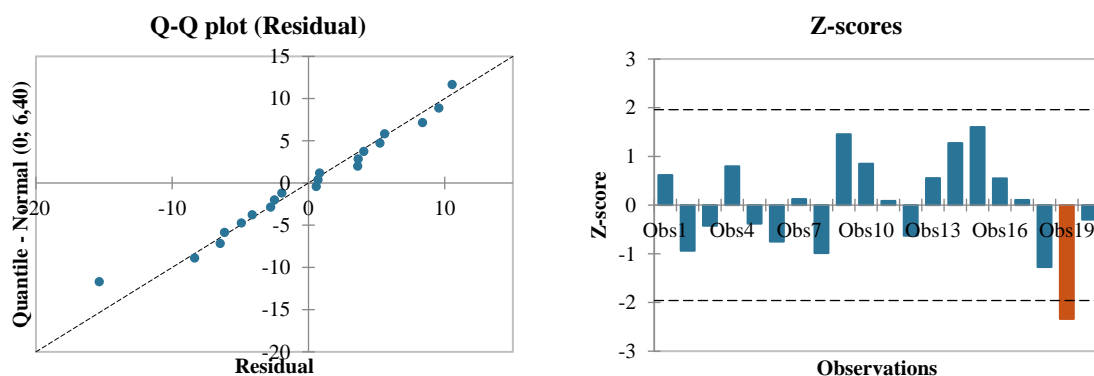 Q-Q plot (Residual)
Quantile - Normal (0; 6,40)
15
10
5
0
-5
-10
-15
-20
-20
-10
0
10
Residual
Z-scores
Z-score
3
2
1
0
-1
-2
-3
Obs1
Obs4
Obs7
Obs10
Obs13
Obs16
Obs19
Observations